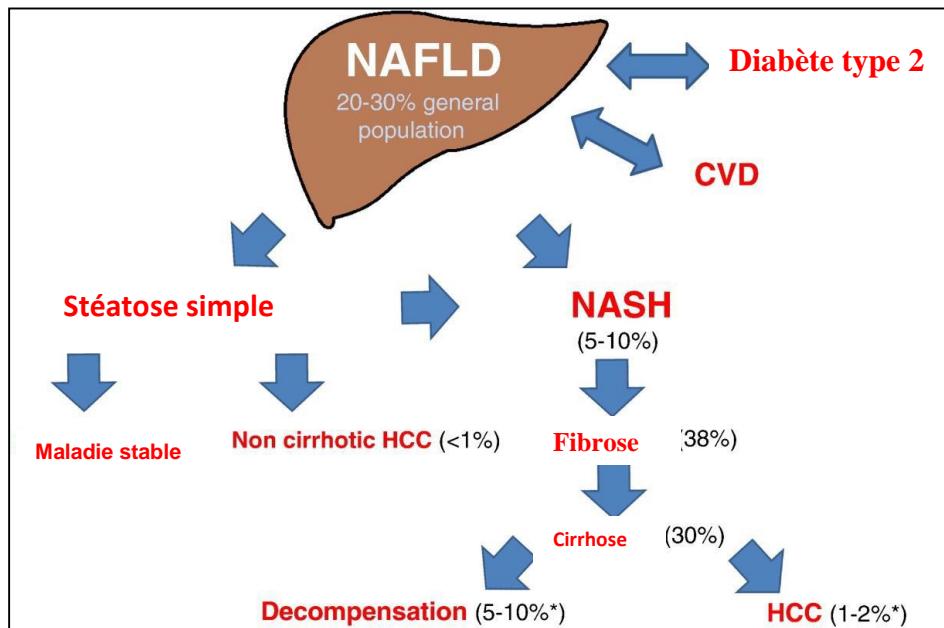 NAFLD
20-30% general
population
Diabète type 2
CVD
Stéatose simple
NASH
(5-10%)
Maladie stable
Non cirrhotic HCC (<1%)
Fibrose (38%)
Cirrhose (30%)
Decompensation (5-10%*)
HCC (1-2%*)